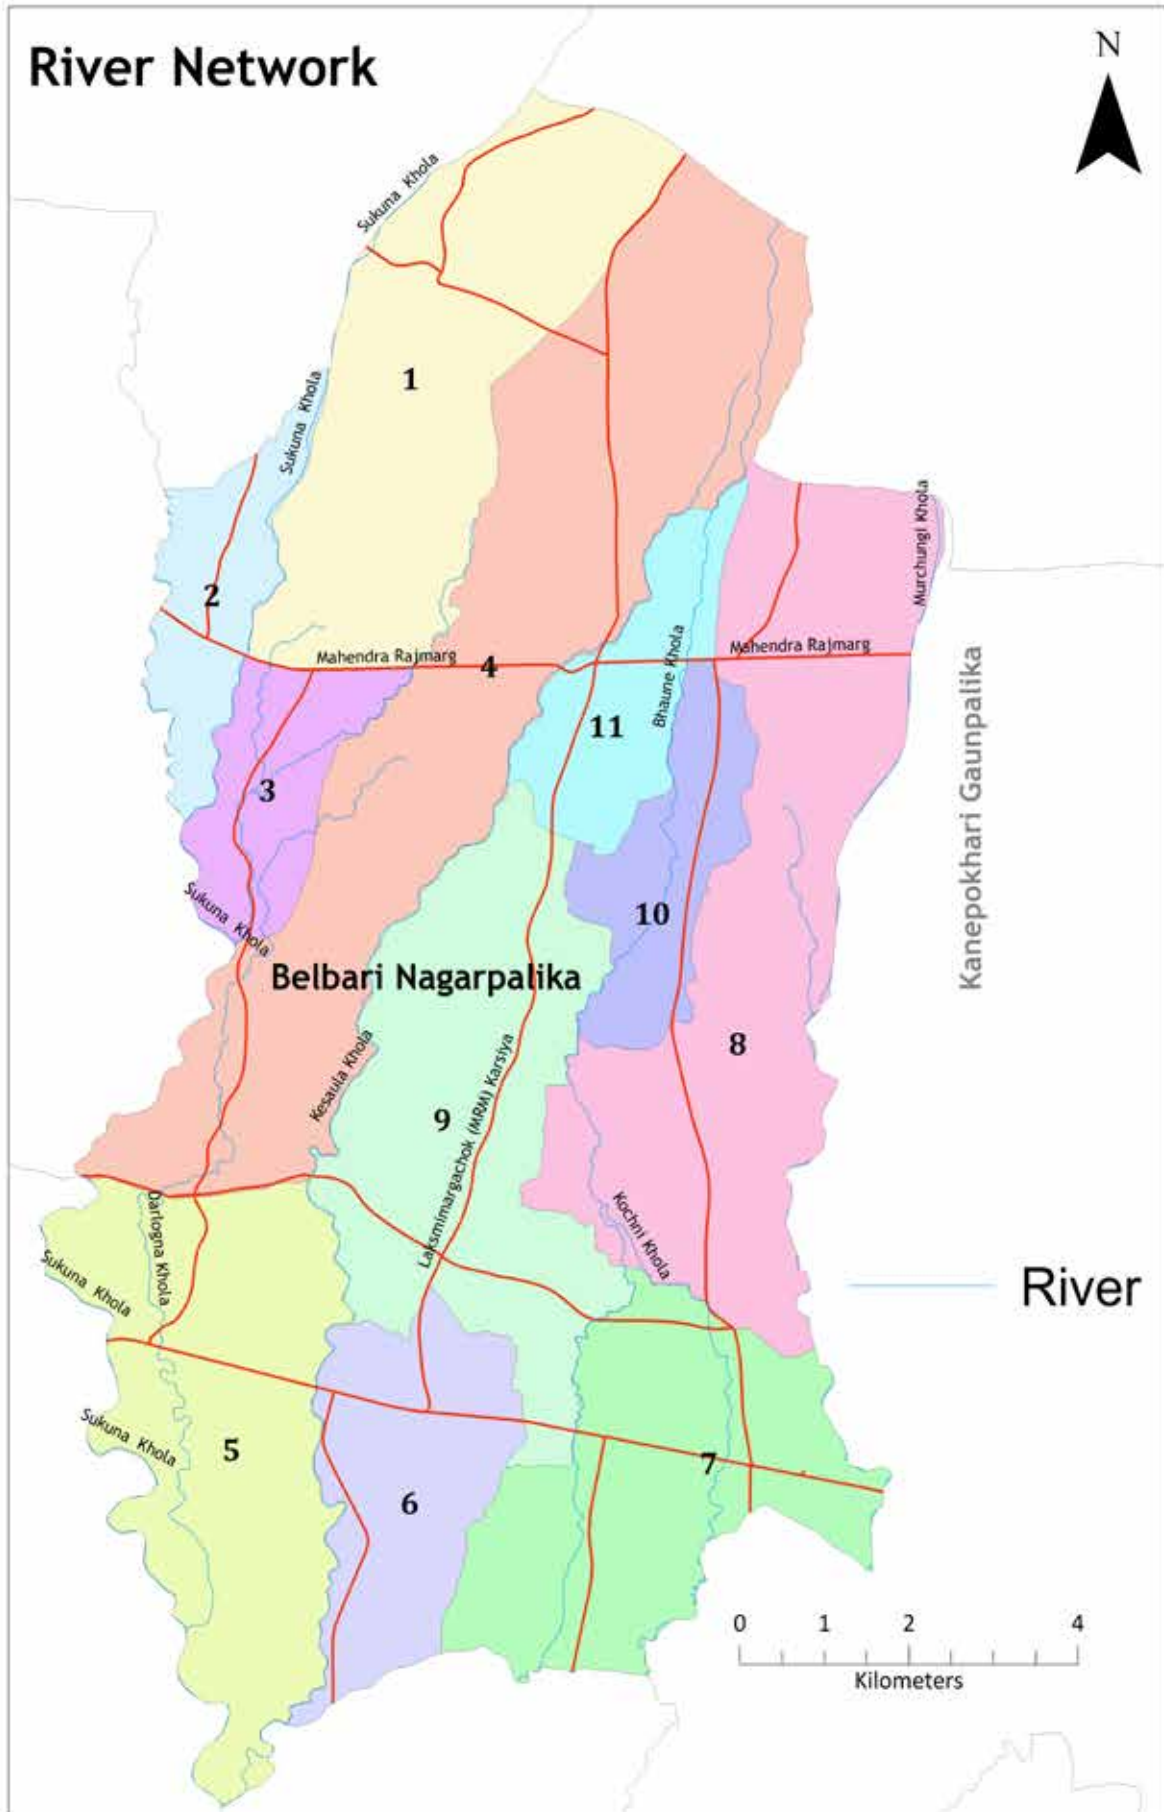 River Network
N
Sukuna Khola
1
Sukuna Khola
Murchungi Khola
2
Mahendra Rajmarg
4
Bhaune Khola
Mahendra Rajmarg
11
3
Kanepokhari Gaunpalika
Sukuna Khola
10
Belbari Nagarpalika
8
Kesaula Khola
9
Laksmimargachok (MRM) Karsiya
Darlogna Khola
Kochni Khola
Sukuna Khola
River
Sukuna Khola
5
7
6
0 1 2 4
Kilometers